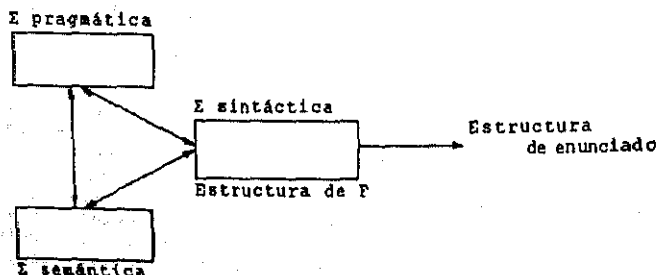 Σ pragmática
Σ sintáctica
Estructura
de enunciado
Estructura de F
Σ semántica